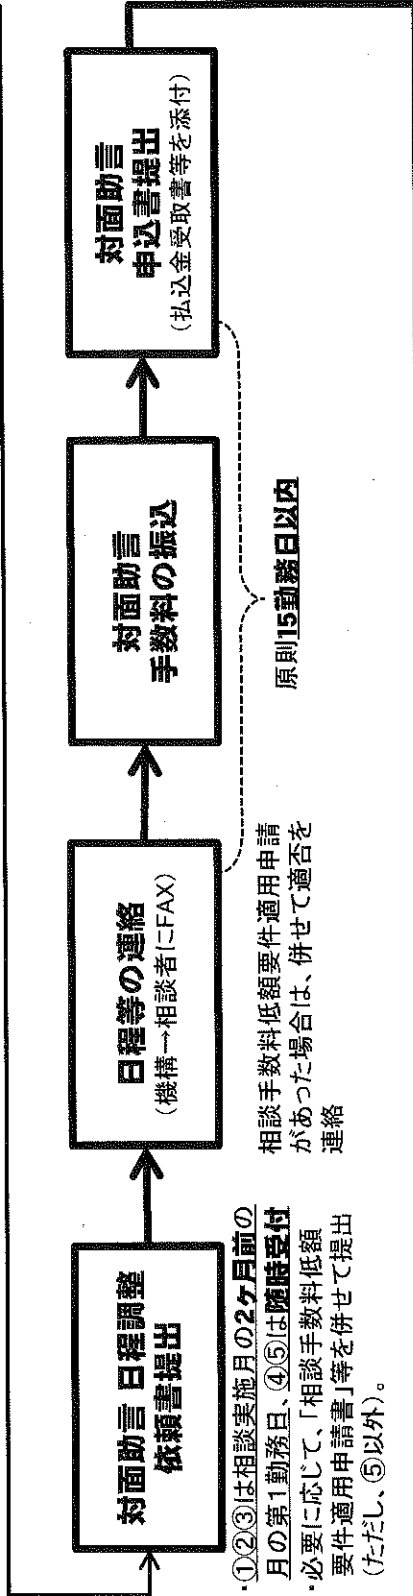 対面助言 日程調整
依頼書提出
・①②③は相談実施月の2ヶ月前の
月の第1勤務日、④⑤は随時受付
・必要に応じて、「相談手数料低額
要件適用申請書」等を併せて提出
(ただし、⑤以外)。
日程等の連絡
(機構→相談者にFAX)
相談手数料低額要件適用申請
があった場合は、併せて適否を
連絡
対面助言
手数料の振込
原則15勤務日以内
対面助言
申込書提出
(払込金受取書等を添付)